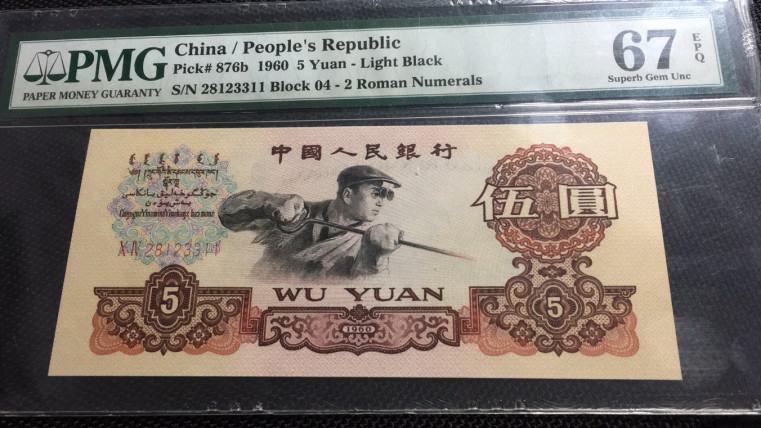 PMG
PAPER MONEY GUARANTY
China / People's Republic
Pick# 876b 1960 5 Yuan - Light Black
S/N 28123311 Block 04 - 2 Roman Numerals
67 EPQ
Superb Gem Unc
中國人民銀行
伍圓
X IV 28123311
WU YUAN
5
1960
5